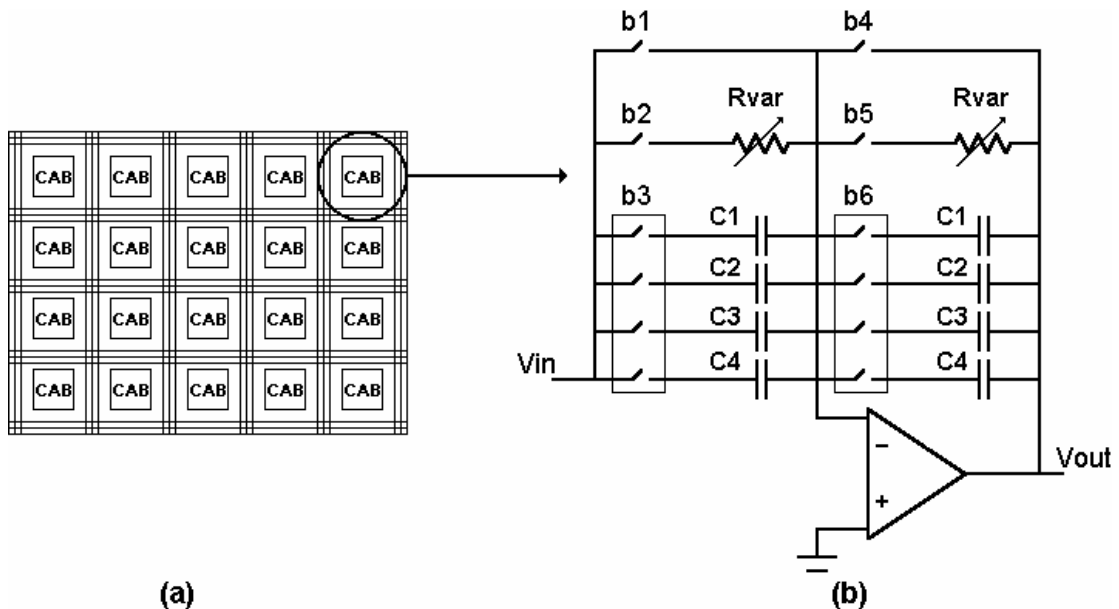 b1 b4
Rvar Rvar
b2 b5
CAB CAB CAB CAB CAB
b3 C1 b6 C1
CAB CAB CAB CAB CAB
C2 C2
CAB CAB CAB CAB CAB
C3 C3
Vin C4 C4
CAB CAB CAB CAB CAB
−
Vout
+
(a) (b)